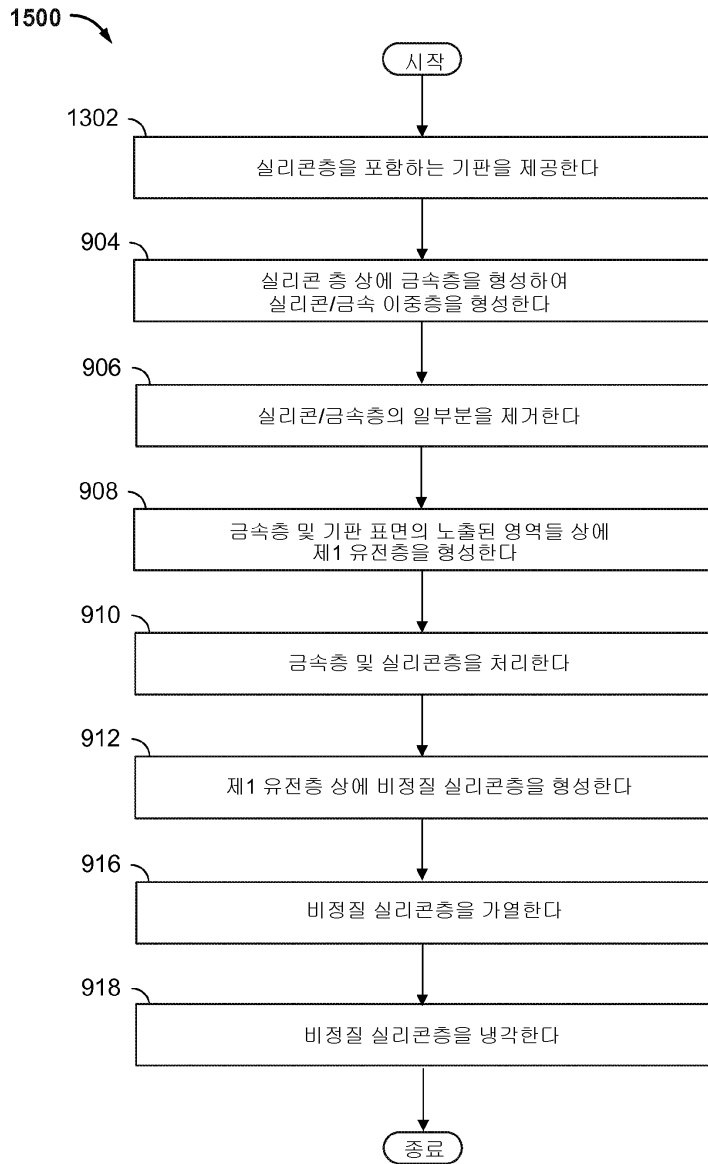 1500
시작
1302
실리콘층을 포함하는 기판을 제공한다
904
실리콘 층 상에 금속층을 형성하여
실리콘/금속 이중층을 형성한다
906
실리콘/금속층의 일부분을 제거한다
908
금속층 및 기판 표면의 노출된 영역들 상에
제1 유전층을 형성한다
910
금속층 및 실리콘층을 처리한다
912
제1 유전층 상에 비정질 실리콘층을 형성한다
916
비정질 실리콘층을 가열한다
918
비정질 실리콘층을 냉각한다
종료